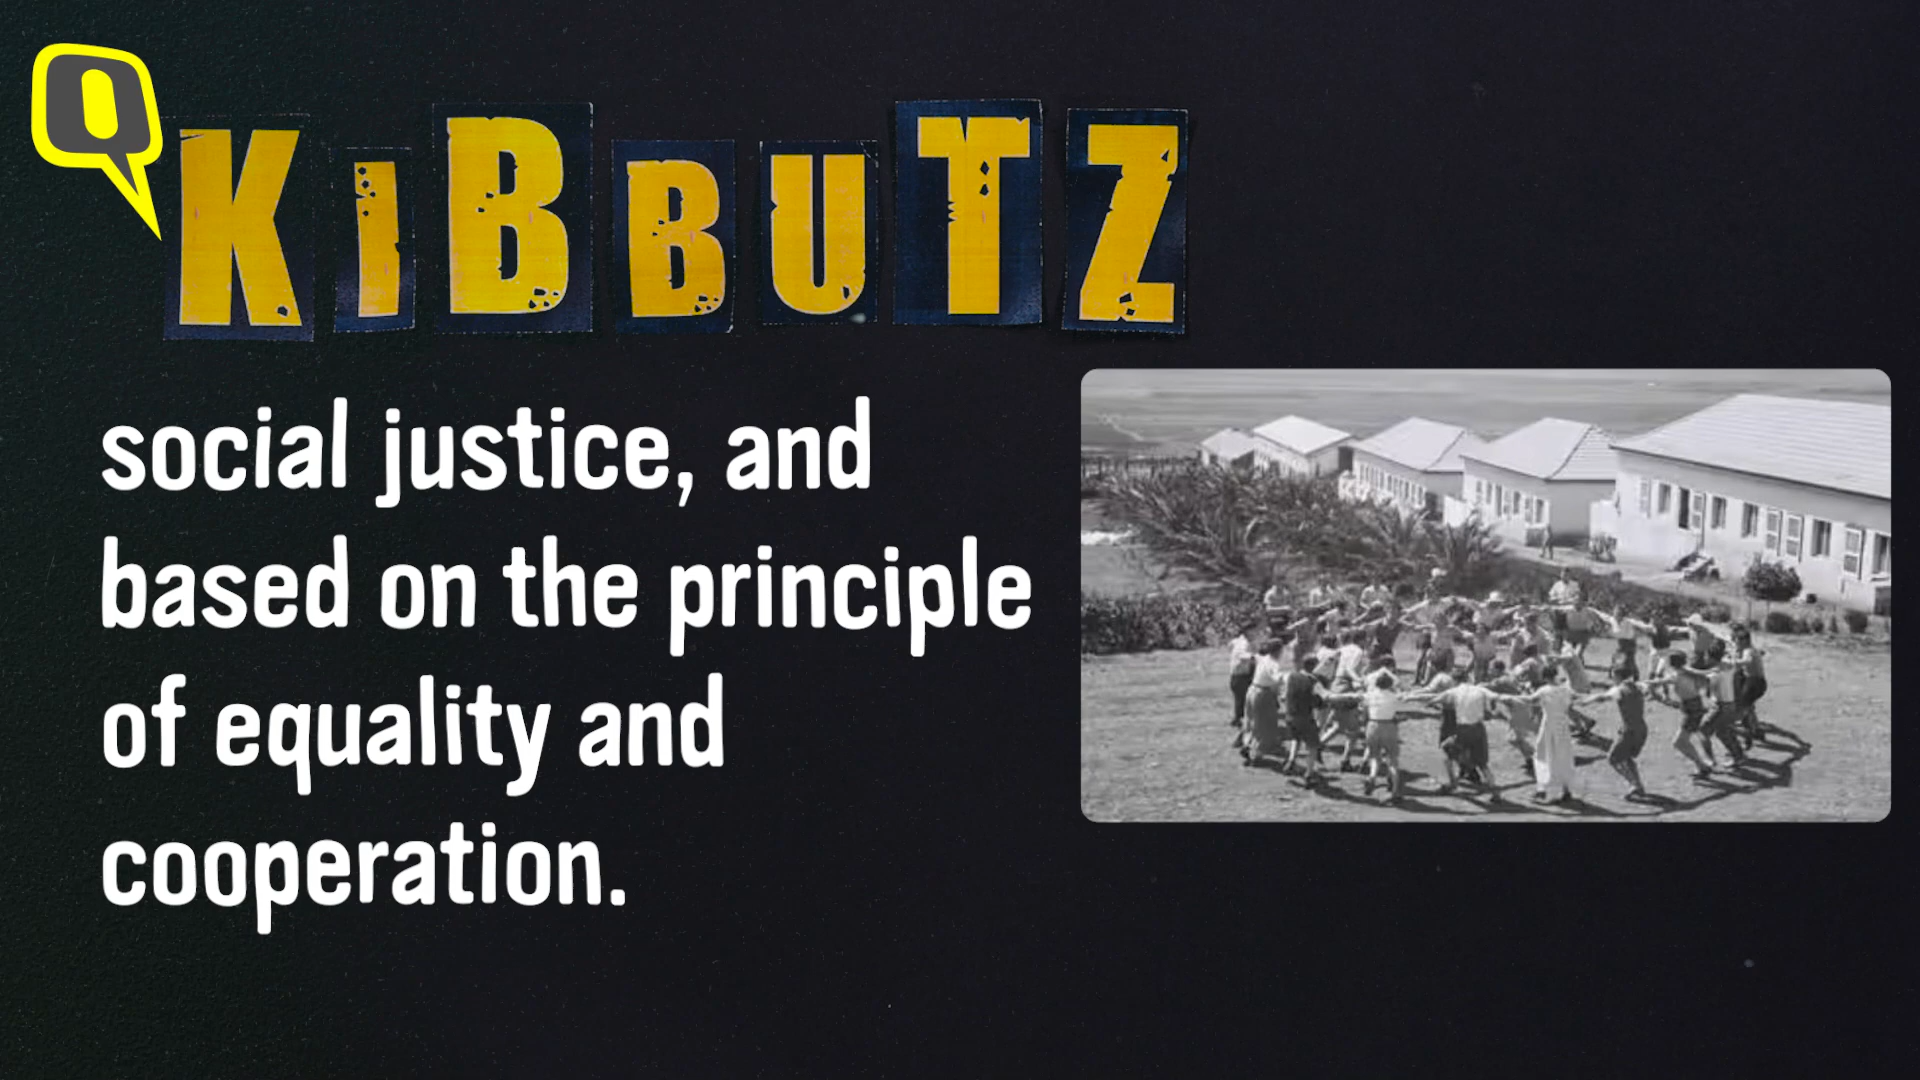 Q
KiBBUTZ
social justice, and
based on the principle
of equality and
cooperation.